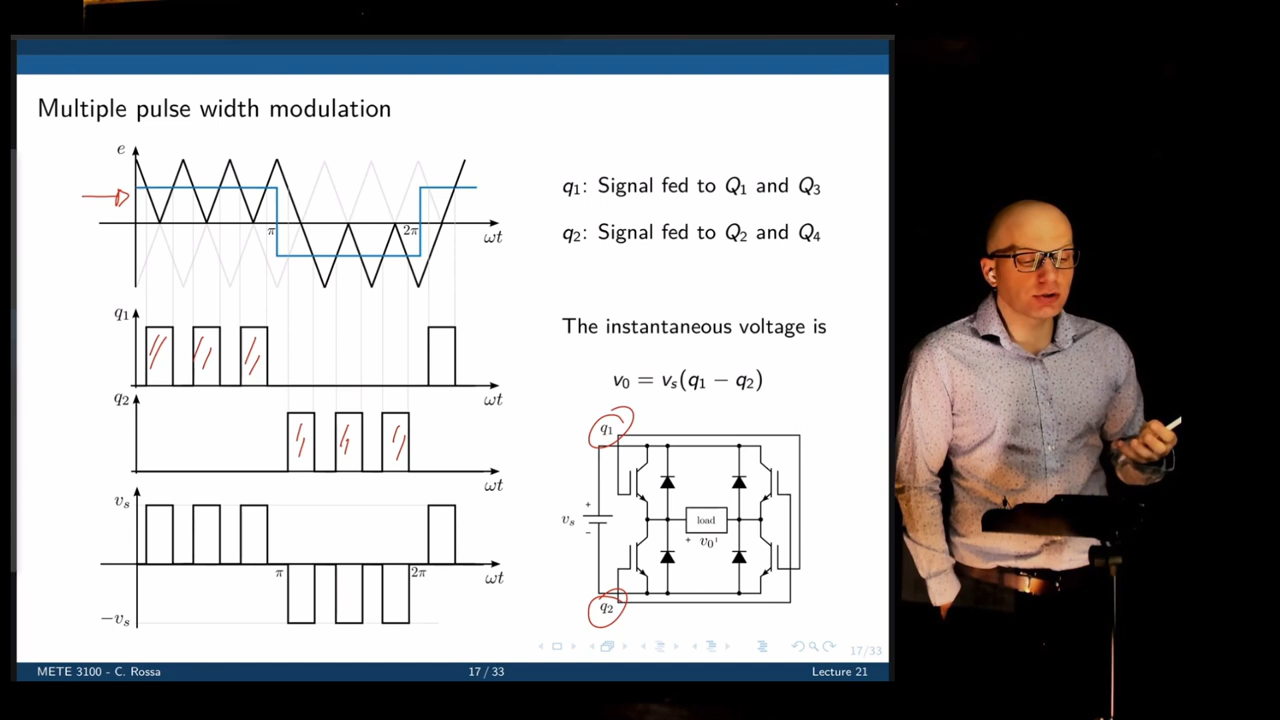 Multiple pulse width modulation
e
π
2π
ωt
q₁
ωt
q₂
ωt
vₛ
π
2π
ωt
−vₛ
q₁: Signal fed to Q₁ and Q₃
q₂: Signal fed to Q₂ and Q₄
The instantaneous voltage is
v₀ = vₛ(q₁ − q₂)
q₁
+
vₛ
load
-
+ v₀ ˡ
q₂
17/33
METE 3100 - C. Rossa
17 / 33
Lecture 21